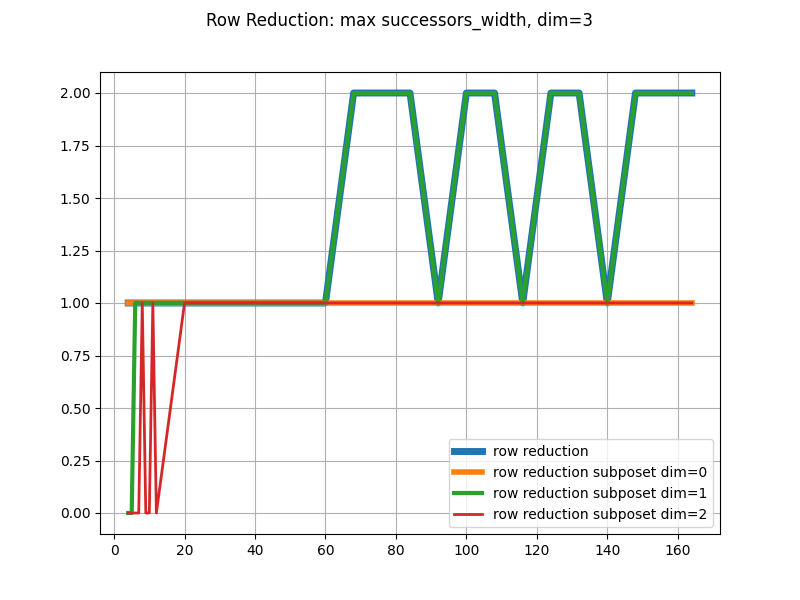 Row Reduction: max successors_width, dim=3
2.00
1.75
1.50
1.25
1.00
0.75
0.50
0.25
0.00
0 20 40 60 80 100 120 140 160
row reduction
row reduction subposet dim=0
row reduction subposet dim=1
row reduction subposet dim=2